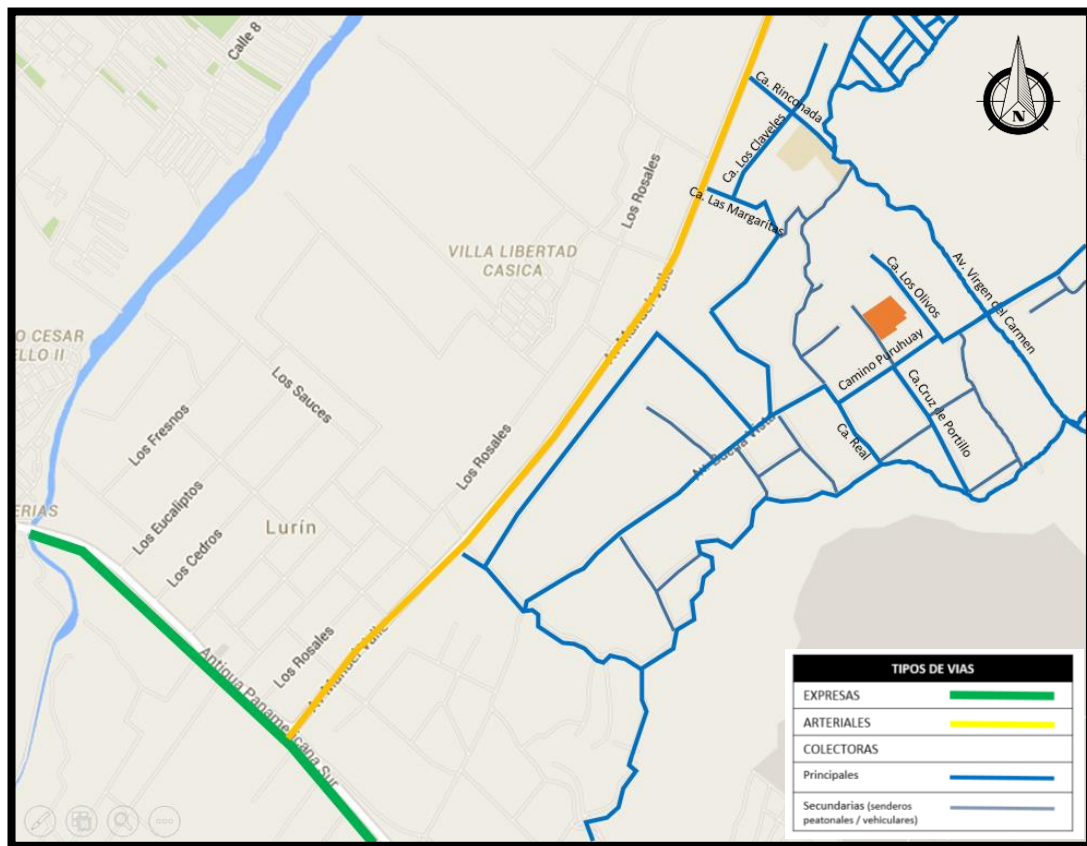 Calle 8
N
Ca. Rinconada
Ca. Los Claveles
Ca. Las Margaritas
Los Rosales
VILLA LIBERTAD
CASICA
Av. Virgen del Carmen
Ca. Los Olivos
Av. Manuel Valle
O CESAR
ELLO II
Camino Puruhuay
Ca.Cruz de Portillo
Los Sauces
Los Fresnos
Ca. Real
Av. Buena Vista
Los Rosales
ERIAS
Los Eucaliptos
Lurín
Los Cedros
Los Rosales
Av. Manuel Valle
Antigua Panamericana Sur
TIPOS DE VIAS
EXPRESAS
ARTERIALES
COLECTORAS
Principales
Secundarias (senderos
peatonales / vehiculares)